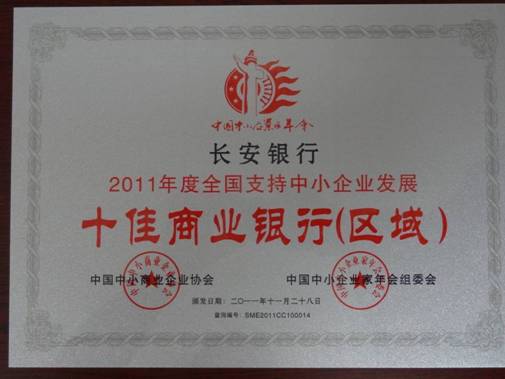 中国中小企业家年会
长安银行
2011年度全国支持中小企业发展
十佳商业银行(区域)
中国中小商业企业协会 中国中小企业家年会组委会
颁发日期：二〇一一年十一月二十八日
查询编号：SME2011CC100014